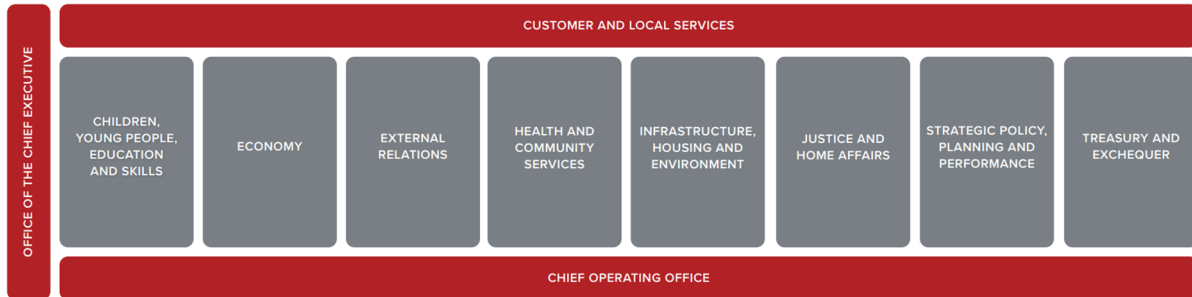 OFFICE OF THE CHIEF EXECUTIVE
CUSTOMER AND LOCAL SERVICES
CHILDREN,
YOUNG PEOPLE,
EDUCATION
AND SKILLS
ECONOMY
EXTERNAL
RELATIONS
HEALTH AND
COMMUNITY
SERVICES
INFRASTRUCTURE,
HOUSING AND
ENVIRONMENT
JUSTICE AND
HOME AFFAIRS
STRATEGIC POLICY,
PLANNING AND
PERFORMANCE
TREASURY AND
EXCHEQUER
CHIEF OPERATING OFFICE